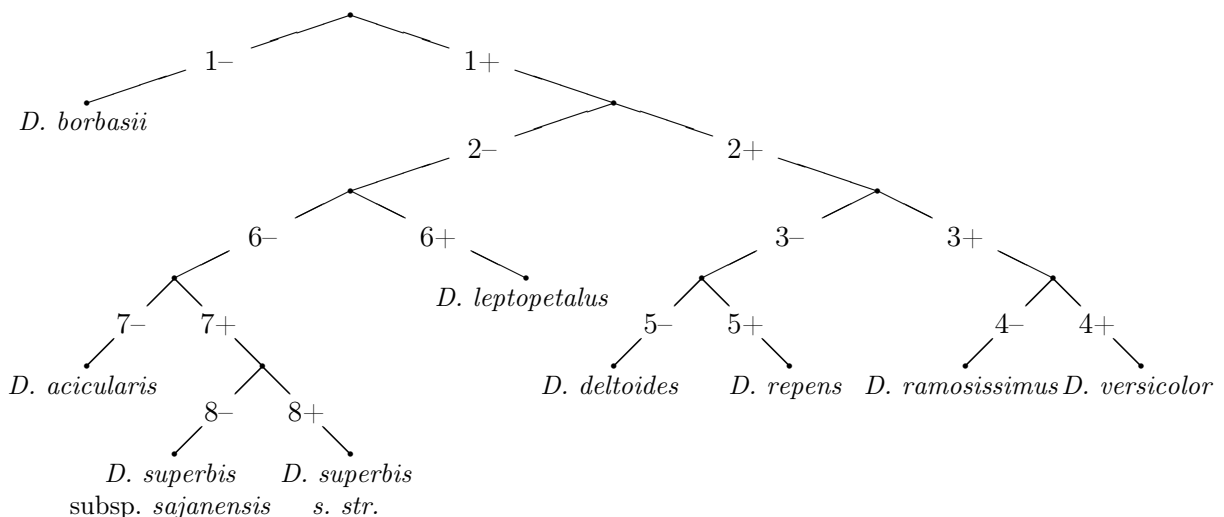 1– 1+
D. borbasii
2– 2+
6– 6+ 3– 3+
D. leptopetalus
7– 7+ 5– 5+ 4– 4+
D. acicularis D. deltoides D. repens D. ramosissimus D. versicolor
8– 8+
D. superbis D. superbis
subsp. sajanensis s. str.